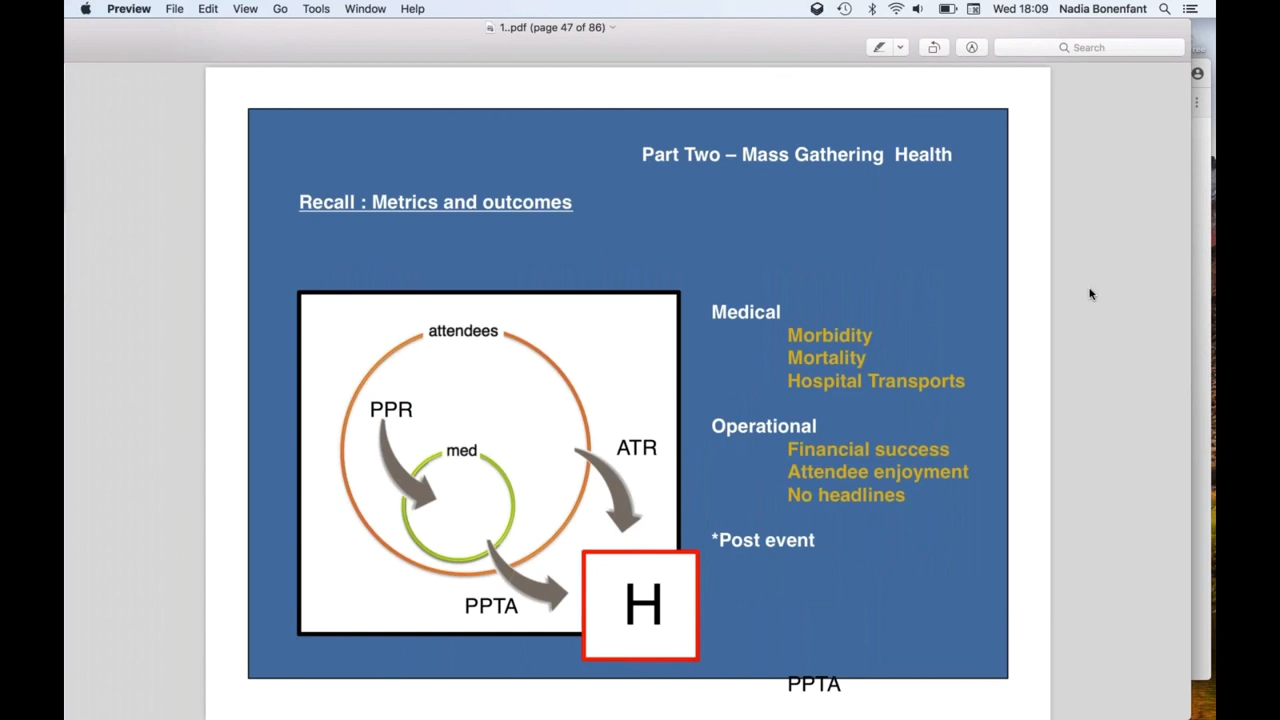 Preview File Edit View Go Tools Window Help Wed 18:09 Nadia Bonenfant
1..pdf (page 47 of 86)
Search
Part Two – Mass Gathering Health
Recall : Metrics and outcomes
attendees
PPR
med
ATR
PPTA
H
Medical
Morbidity
Mortality
Hospital Transports
Operational
Financial success
Attendee enjoyment
No headlines
*Post event
PPTA